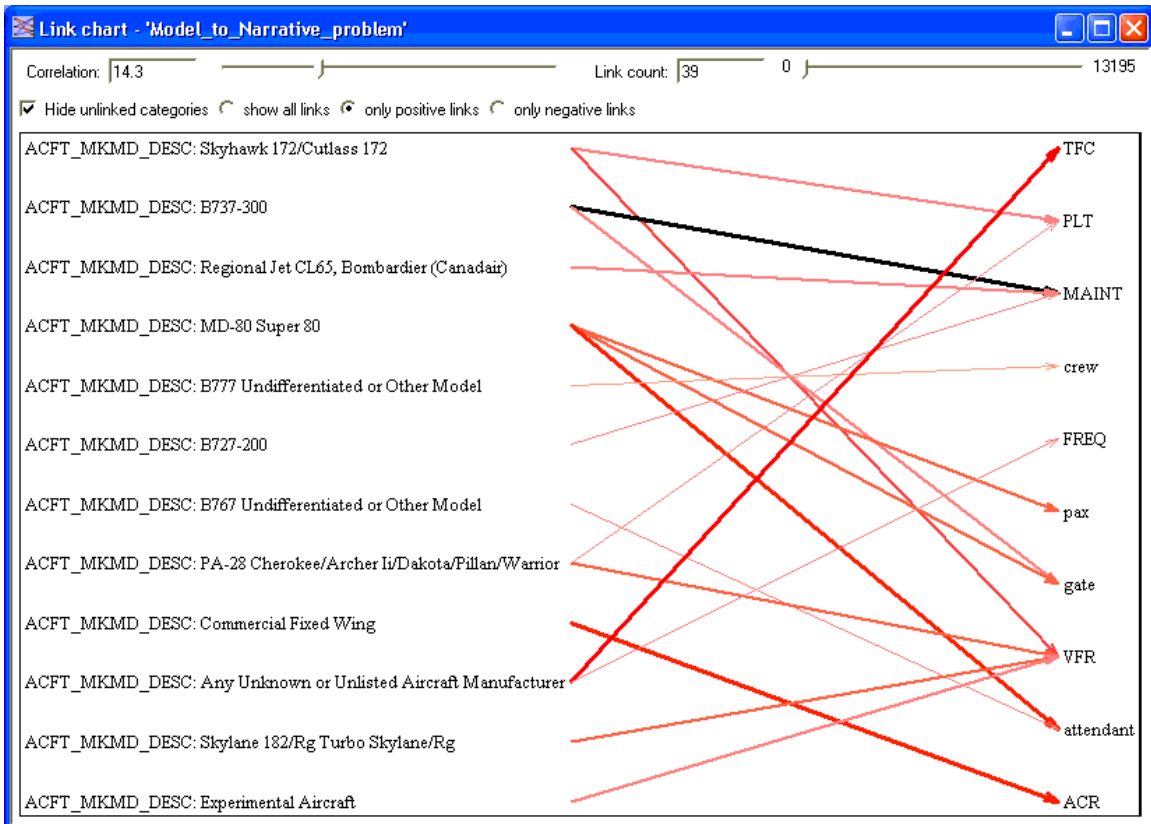 Link chart - 'Model_to_Narrative_problem'
Correlation: 14.3 Link count: 39 0 13195
Hide unlinked categories show all links only positive links only negative links
ACFT_MKMD_DESC: Skyhawk 172/Cutlass 172 TFC
ACFT_MKMD_DESC: B737-300 PLT
ACFT_MKMD_DESC: Regional Jet CL65, Bombardier (Canadair) MAINT
ACFT_MKMD_DESC: MD-80 Super 80 crew
ACFT_MKMD_DESC: B777 Undifferentiated or Other Model FREQ
ACFT_MKMD_DESC: B727-200 pax
ACFT_MKMD_DESC: B767 Undifferentiated or Other Model gate
ACFT_MKMD_DESC: PA-28 Cherokee/Archer Ii/Dakota/Pillan/Warrior VFR
ACFT_MKMD_DESC: Commercial Fixed Wing attendant
ACFT_MKMD_DESC: Any Unknown or Unlisted Aircraft Manufacturer ACR
ACFT_MKMD_DESC: Skylane 182/Rg Turbo Skylane/Rg
ACFT_MKMD_DESC: Experimental Aircraft